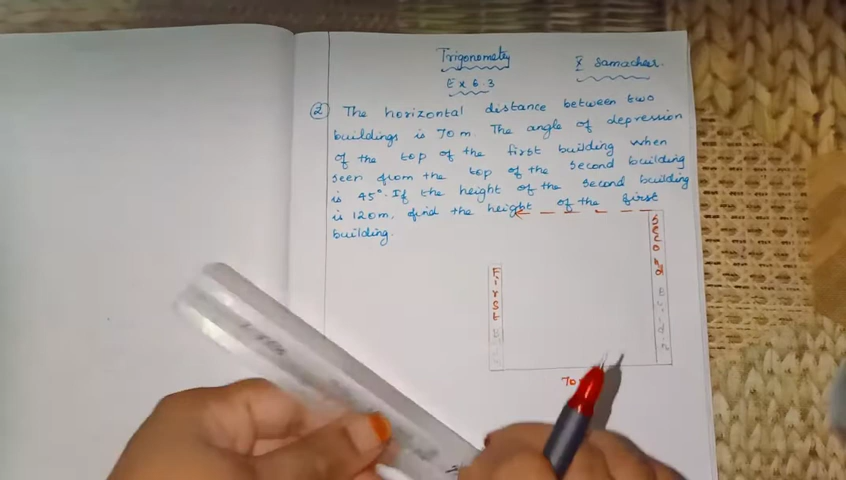 Trigonometry
X Samacheer.
Ex 6.3
② The horizontal distance between two
buildings is 70 m. The angle of depression
of the top of the first building when
seen from the top of the second building
is 45°. If the height of the second building
is 120m, find the height of the first
building.
First
Second
70